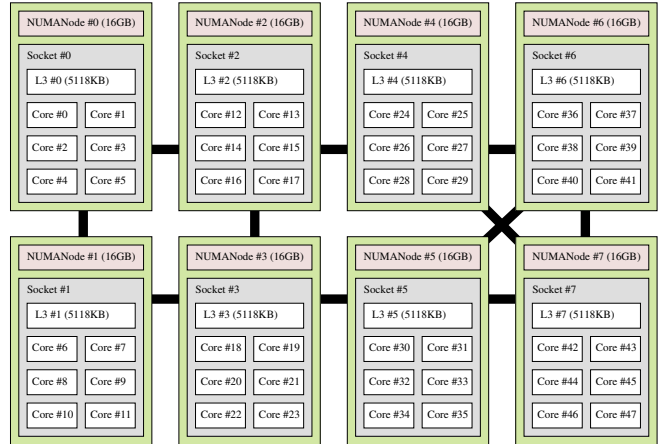 NUMANode #0 (16GB)
Socket #0
L3 #0 (5118KB)
Core #0 Core #1
Core #2 Core #3
Core #4 Core #5
NUMANode #2 (16GB)
Socket #2
L3 #2 (5118KB)
Core #12 Core #13
Core #14 Core #15
Core #16 Core #17
NUMANode #4 (16GB)
Socket #4
L3 #4 (5118KB)
Core #24 Core #25
Core #26 Core #27
Core #28 Core #29
NUMANode #6 (16GB)
Socket #6
L3 #6 (5118KB)
Core #36 Core #37
Core #38 Core #39
Core #40 Core #41
NUMANode #1 (16GB)
Socket #1
L3 #1 (5118KB)
Core #6 Core #7
Core #8 Core #9
Core #10 Core #11
NUMANode #3 (16GB)
Socket #3
L3 #3 (5118KB)
Core #18 Core #19
Core #20 Core #21
Core #22 Core #23
NUMANode #5 (16GB)
Socket #5
L3 #5 (5118KB)
Core #30 Core #31
Core #32 Core #33
Core #34 Core #35
NUMANode #7 (16GB)
Socket #7
L3 #7 (5118KB)
Core #42 Core #43
Core #44 Core #45
Core #46 Core #47